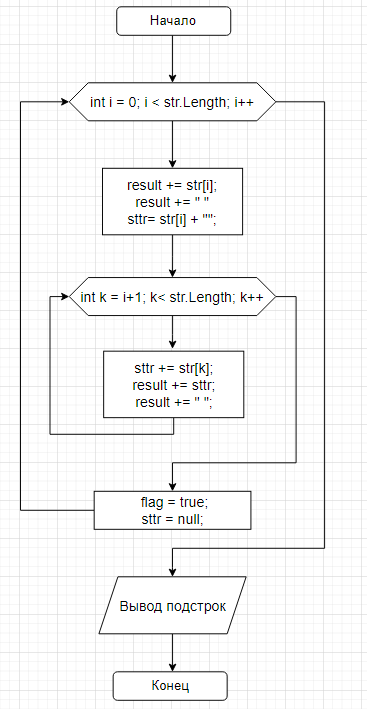 Начало
int i = 0; i < str.Length; i++
result += str[i];
result += " "
sttr= str[i] + "";
int k = i+1; k< str.Length; k++
sttr += str[k];
result += sttr;
result += " ";
flag = true;
sttr = null;
Вывод подстрок
Конец